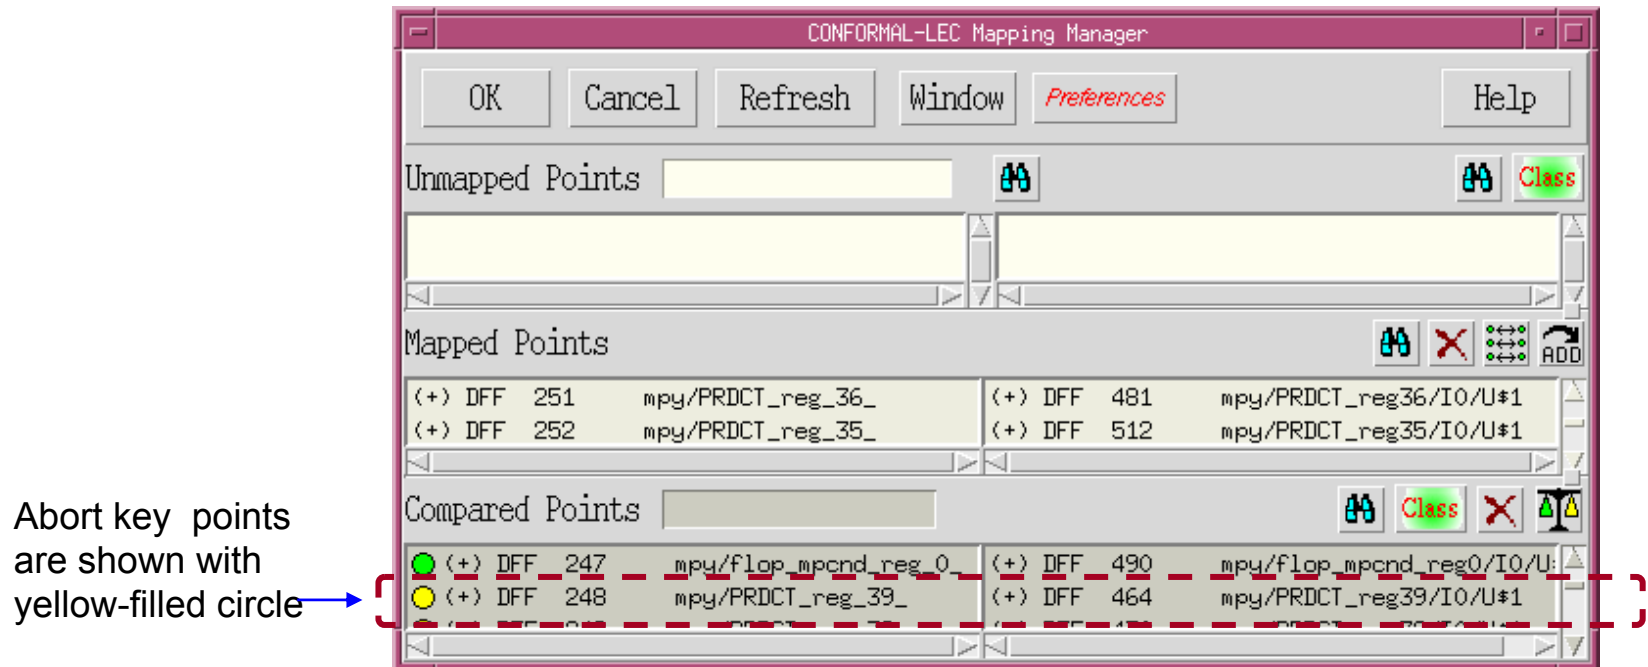 CONFORMAL-LEC Mapping Manager
OK Cancel Refresh Window Preferences Help
Unmapped Points Class
Mapped Points ADD
(+) DFF 251 mpy/PRDCT_reg_36_ (+) DFF 481 mpy/PRDCT_reg36/I0/U$1
(+) DFF 252 mpy/PRDCT_reg_35_ (+) DFF 512 mpy/PRDCT_reg35/I0/U$1
Compared Points Class
(+) DFF 247 mpy/flop_mpcnd_reg_0_ (+) DFF 490 mpy/flop_mpcnd_reg0/I0/U
(+) DFF 248 mpy/PRDCT_reg_39_ (+) DFF 464 mpy/PRDCT_reg39/I0/U$1
Abort key points
are shown with
yellow-filled circle